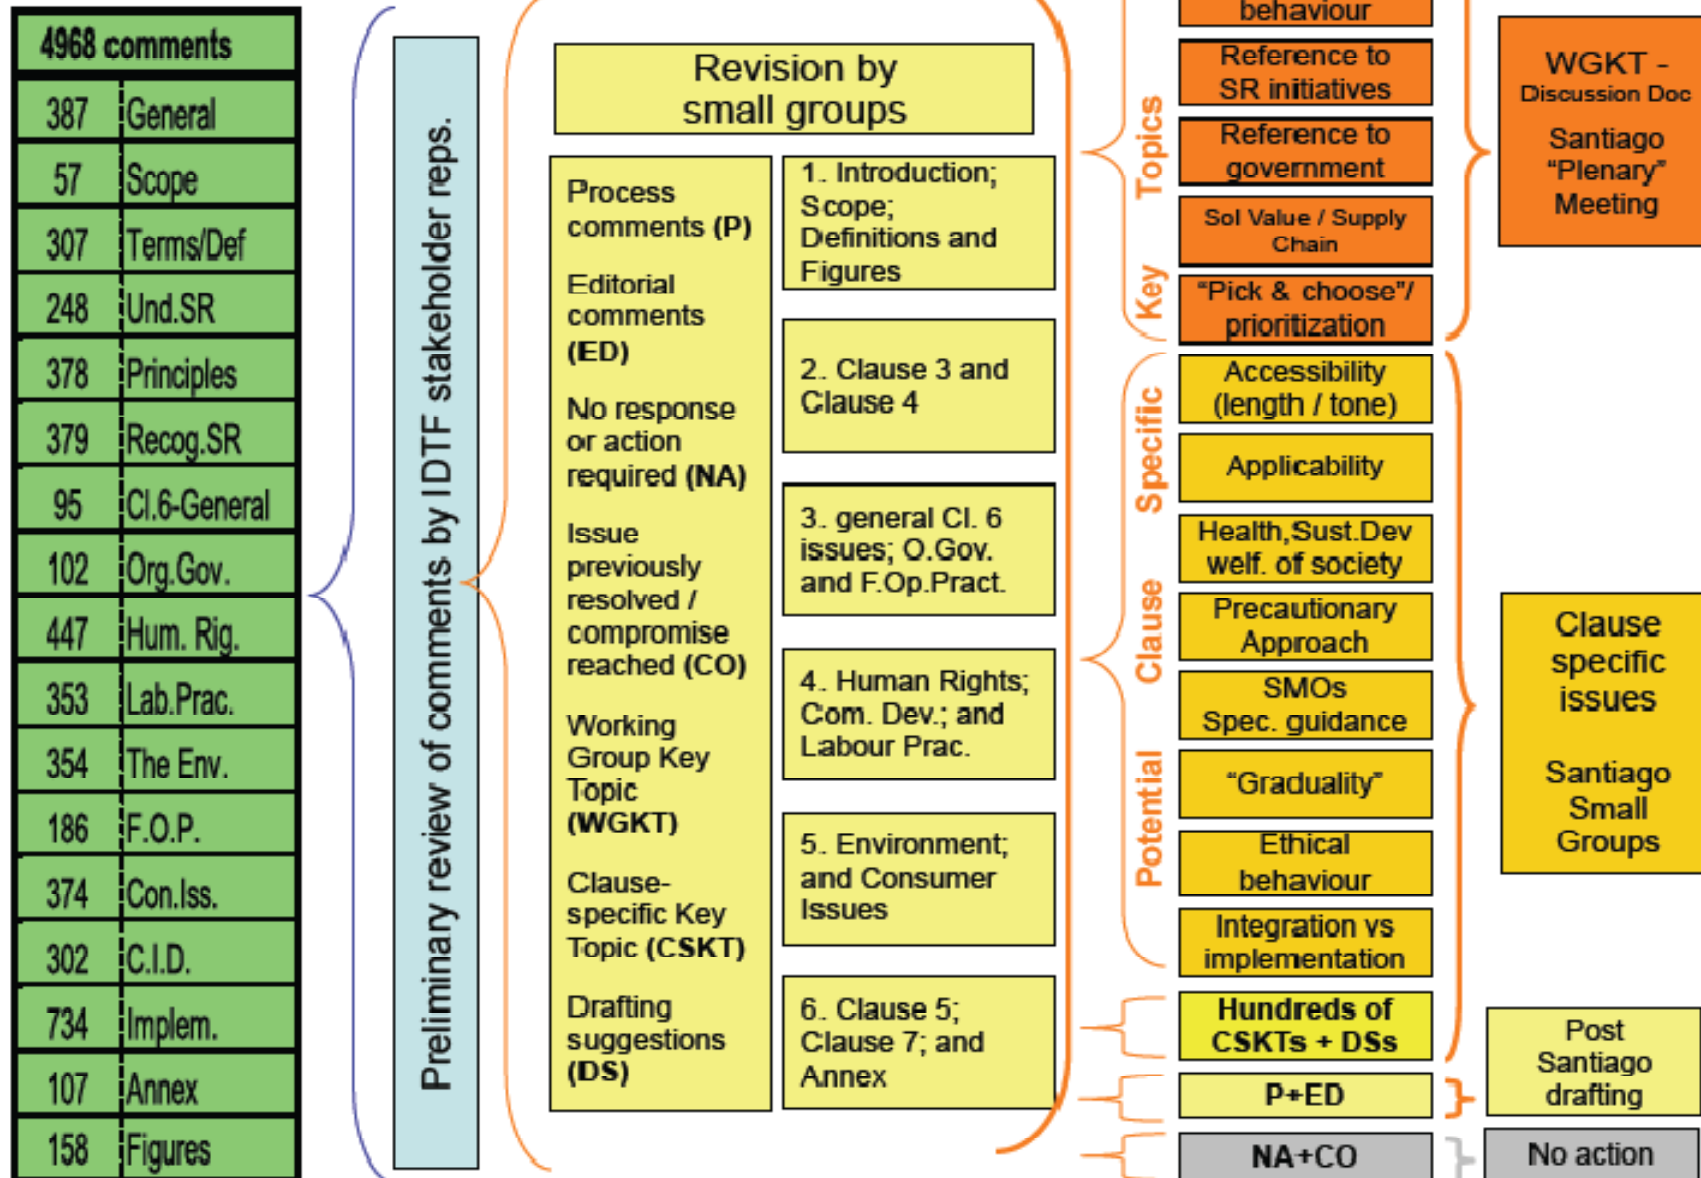 4968 comments
387 General
57 Scope
307 Terms/Def
248 Und.SR
378 Principles
379 Recog.SR
95 Cl.6-General
102 Org.Gov.
447 Hum. Rig.
353 Lab.Prac.
354 The Env.
186 F.O.P.
374 Con.Iss.
302 C.I.D.
734 Implem.
107 Annex
158 Figures
Preliminary review of comments by IDTF stakeholder reps.
Revision by
small groups
Process
comments (P)
Editorial
comments
(ED)
No response
or action
required (NA)
Issue
previously
resolved /
compromise
reached (CO)
Working
Group Key
Topic
(WGKT)
Clause-
specific Key
Topic (CSKT)
Drafting
suggestions
(DS)
1. Introduction;
Scope;
Definitions and
Figures
2. Clause 3 and
Clause 4
3. general Cl. 6
issues; O.Gov.
and F.Op.Pract.
4. Human Rights;
Com. Dev.; and
Labour Prac.
5. Environment;
and Consumer
Issues
6. Clause 5;
Clause 7; and
Annex
Key Topics
behaviour
Reference to
SR initiatives
Reference to
government
Sol Value / Supply
Chain
"Pick & choose"/
prioritization
Potential Clause Specific
Accessibility
(length / tone)
Applicability
Health,Sust.Dev
welf. of society
Precautionary
Approach
SMOs
Spec. guidance
"Graduality"
Ethical
behaviour
Integration vs
implementation
Hundreds of
CSKTs + DSs
P+ED
NA+CO
WGKT -
Discussion Doc
Santiago
"Plenary"
Meeting
Clause
specific
issues
Santiago
Small
Groups
Post
Santiago
drafting
No action